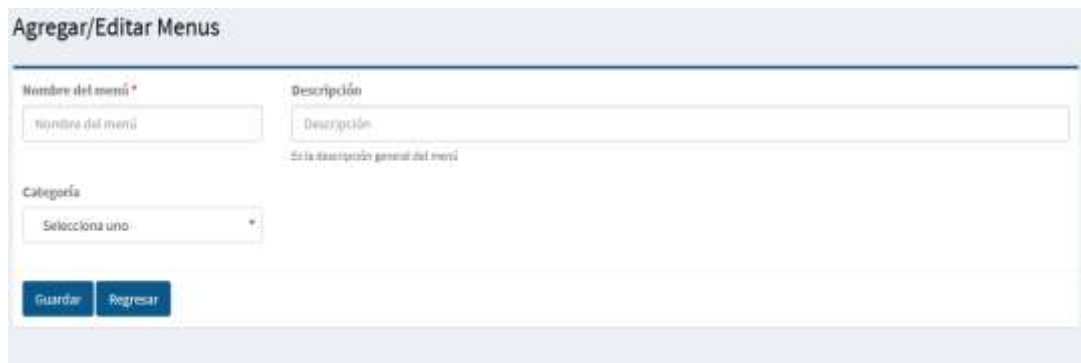 Agregar/Editar Menus
Nombre del menú *
Descripción
Nombre del menú
Descripción
Es la descripción general del menú
Categoría
Selecciona uno
Guardar
Regresar